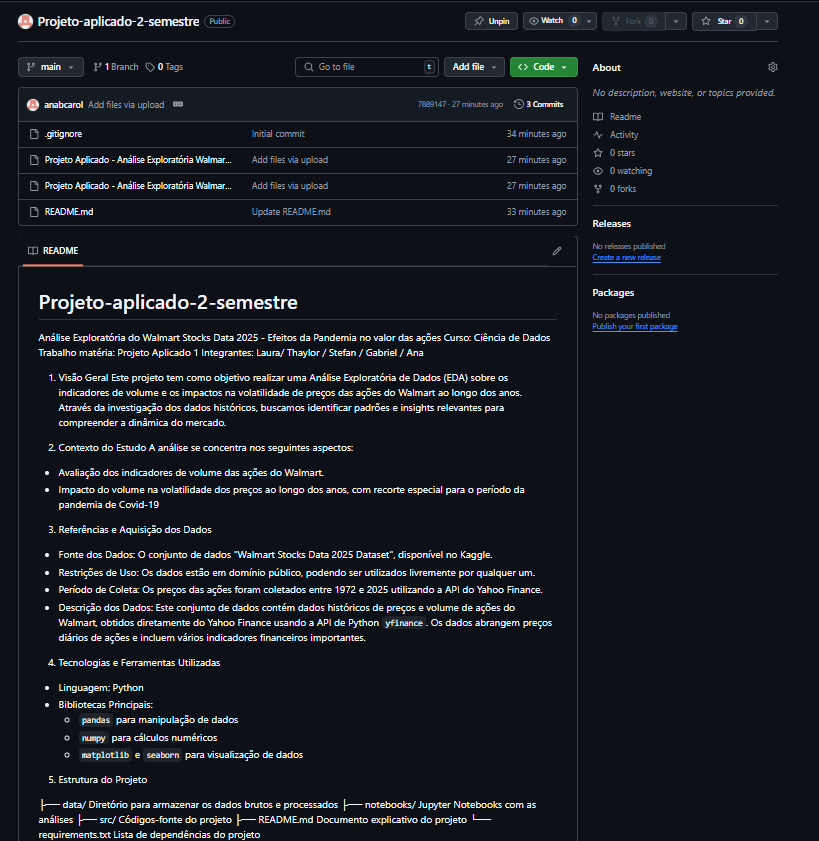 Projeto-aplicado-2-semestre Public
Unpin Watch 0 Fork 0 Star 0
main 1 Branch 0 Tags Go to file t Add file Code
anabcarol Add files via upload 7889147 · 27 minutes ago 3 Commits
.gitignore Initial commit 34 minutes ago
Projeto Aplicado - Análise Exploratória Walmar... Add files via upload 27 minutes ago
Projeto Aplicado - Análise Exploratória Walmar... Add files via upload 27 minutes ago
README.md Update README.md 33 minutes ago
README
Projeto-aplicado-2-semestre
Análise Exploratória do Walmart Stocks Data 2025 - Efeitos da Pandemia no valor das ações Curso: Ciência de Dados
Trabalho matéria: Projeto Aplicado 1 Integrantes: Laura/ Thaylor / Stefan / Gabriel / Ana
1. Visão Geral Este projeto tem como objetivo realizar uma Análise Exploratória de Dados (EDA) sobre os
indicadores de volume e os impactos na volatilidade de preços das ações do Walmart ao longo dos anos.
Através da investigação dos dados históricos, buscamos identificar padrões e insights relevantes para
compreender a dinâmica do mercado.
2. Contexto do Estudo A análise se concentra nos seguintes aspectos:
• Avaliação dos indicadores de volume das ações do Walmart.
• Impacto do volume na volatilidade dos preços ao longo dos anos, com recorte especial para o período da
pandemia de Covid-19
3. Referências e Aquisição dos Dados
• Fonte dos Dados: O conjunto de dados "Walmart Stocks Data 2025 Dataset", disponível no Kaggle.
• Restrições de Uso: Os dados estão em domínio público, podendo ser utilizados livremente por qualquer um.
• Período de Coleta: Os preços das ações foram coletados entre 1972 e 2025 utilizando a API do Yahoo Finance.
• Descrição dos Dados: Este conjunto de dados contém dados históricos de preços e volume de ações do
Walmart, obtidos diretamente do Yahoo Finance usando a API de Python yfinance. Os dados abrangem preços
diários de ações e incluem vários indicadores financeiros importantes.
4. Tecnologias e Ferramentas Utilizadas
• Linguagem: Python
• Bibliotecas Principais:
○ pandas para manipulação de dados
○ numpy para cálculos numéricos
○ matplotlib e seaborn para visualização de dados
5. Estrutura do Projeto
├── data/ Diretório para armazenar os dados brutos e processados ├── notebooks/ Jupyter Notebooks com as
análises ├── src/ Códigos-fonte do projeto ├── README.md Documento explicativo do projeto └──
requirements.txt Lista de dependências do projeto
About
No description, website, or topics provided.
Readme
Activity
0 stars
0 watching
0 forks
Releases
No releases published
Create a new release
Packages
No packages published
Publish your first package